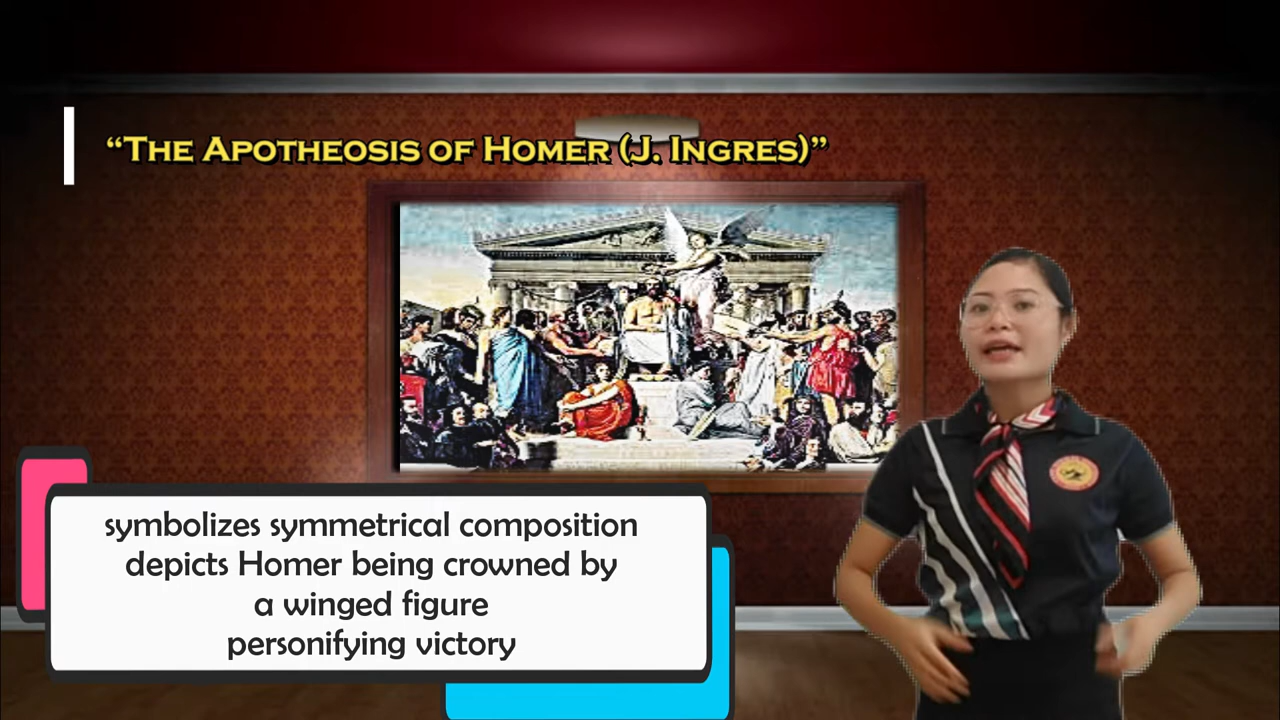 “The Apotheosis of Homer (J. Ingres)”
symbolizes symmetrical composition
depicts Homer being crowned by
a winged figure
personifying victory